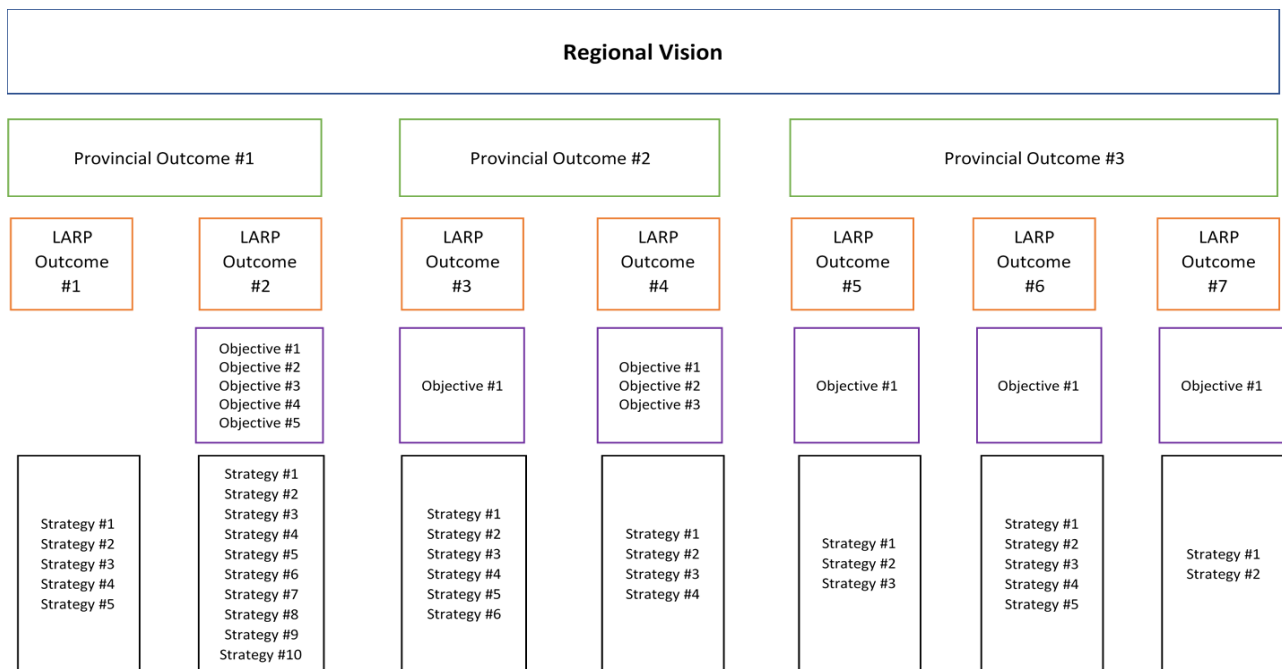 Regional Vision
Provincial Outcome #1
Provincial Outcome #2
Provincial Outcome #3
LARP
Outcome
#1
LARP
Outcome
#2
LARP
Outcome
#3
LARP
Outcome
#4
LARP
Outcome
#5
LARP
Outcome
#6
LARP
Outcome
#7
Objective #1
Objective #2
Objective #3
Objective #4
Objective #5
Objective #1
Objective #1
Objective #2
Objective #3
Objective #1
Objective #1
Objective #1
Strategy #1
Strategy #2
Strategy #3
Strategy #4
Strategy #5
Strategy #1
Strategy #2
Strategy #3
Strategy #4
Strategy #5
Strategy #6
Strategy #7
Strategy #8
Strategy #9
Strategy #10
Strategy #1
Strategy #2
Strategy #3
Strategy #4
Strategy #5
Strategy #6
Strategy #1
Strategy #2
Strategy #3
Strategy #4
Strategy #1
Strategy #2
Strategy #3
Strategy #1
Strategy #2
Strategy #3
Strategy #4
Strategy #5
Strategy #1
Strategy #2